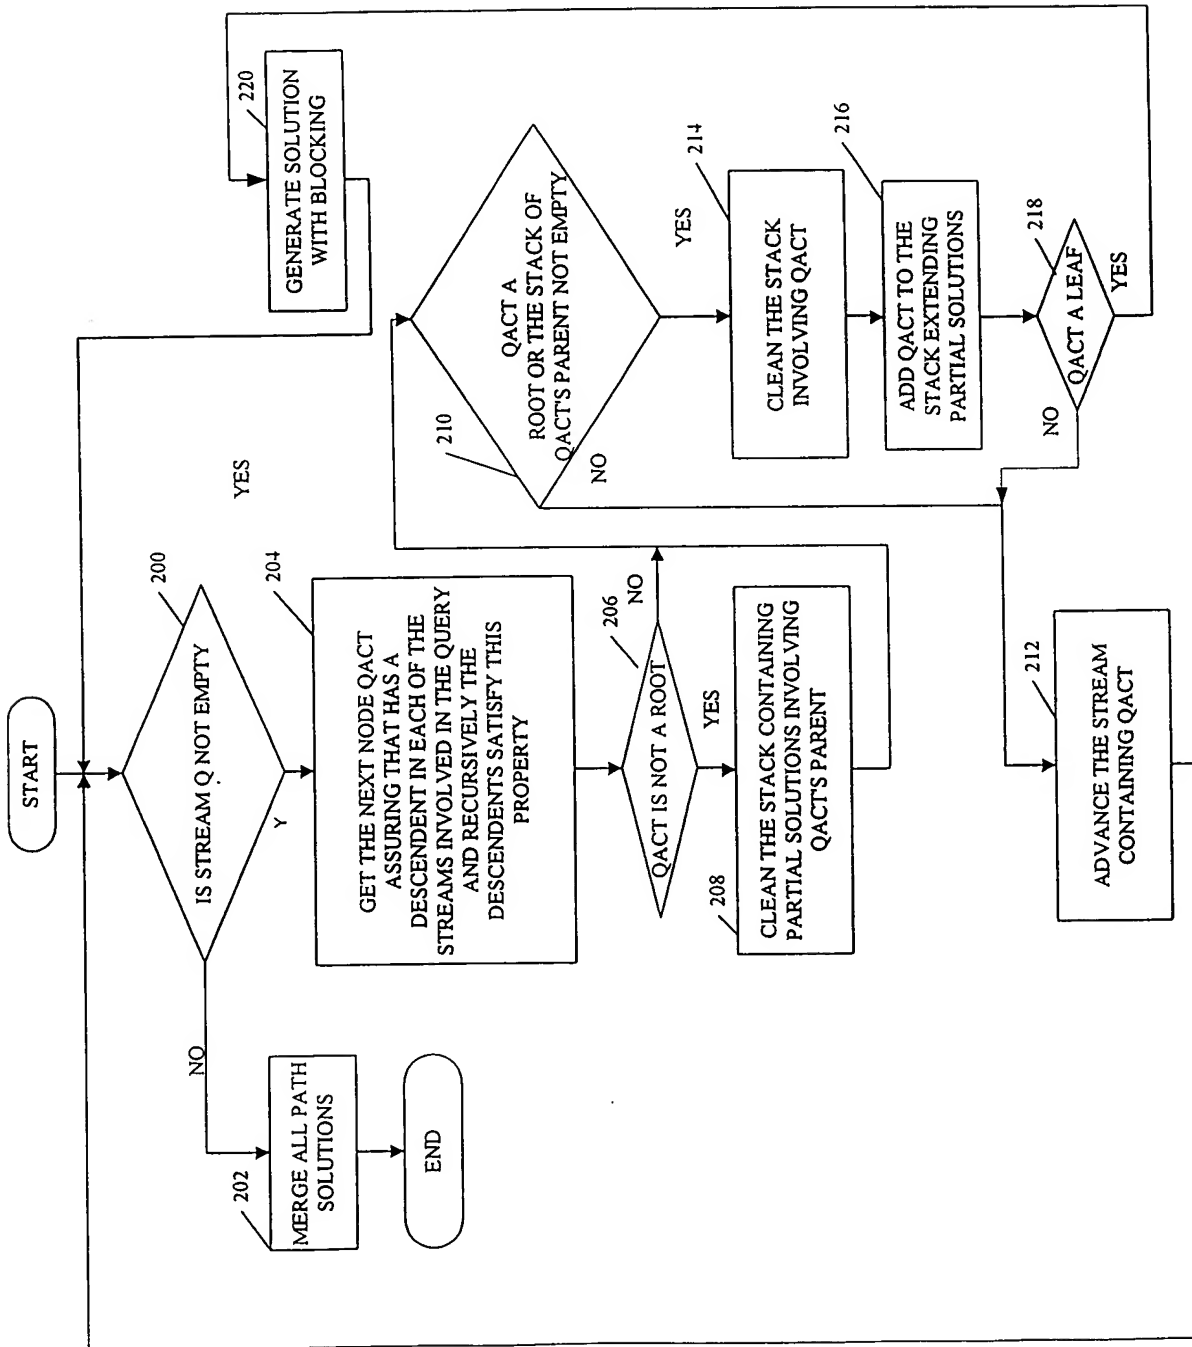 START
200
IS STREAM Q NOT EMPTY
YES
Y
NO
202
MERGE ALL PATH
SOLUTIONS
END
204
GET THE NEXT NODE QACT
ASSURING THAT HAS A
DESCENDENT IN EACH OF THE
STREAMS INVOLVED IN THE QUERY
AND RECURSIVELY THE
DESCENDENTS SATISFY THIS
PROPERTY
206
QACT IS NOT A ROOT
NO
YES
208
CLEAN THE STACK CONTAINING
PARTIAL SOLUTIONS INVOLVING
QACT'S PARENT
210
QACT A
ROOT OR THE STACK OF
QACT'S PARENT NOT EMPTY
NO
YES
212
ADVANCE THE STREAM
CONTAINING QACT
214
CLEAN THE STACK
INVOLVING QACT
216
ADD QACT TO THE
STACK EXTENDING
PARTIAL SOLUTIONS
218
QACT A LEAF
NO
YES
220
GENERATE SOLUTION
WITH BLOCKING